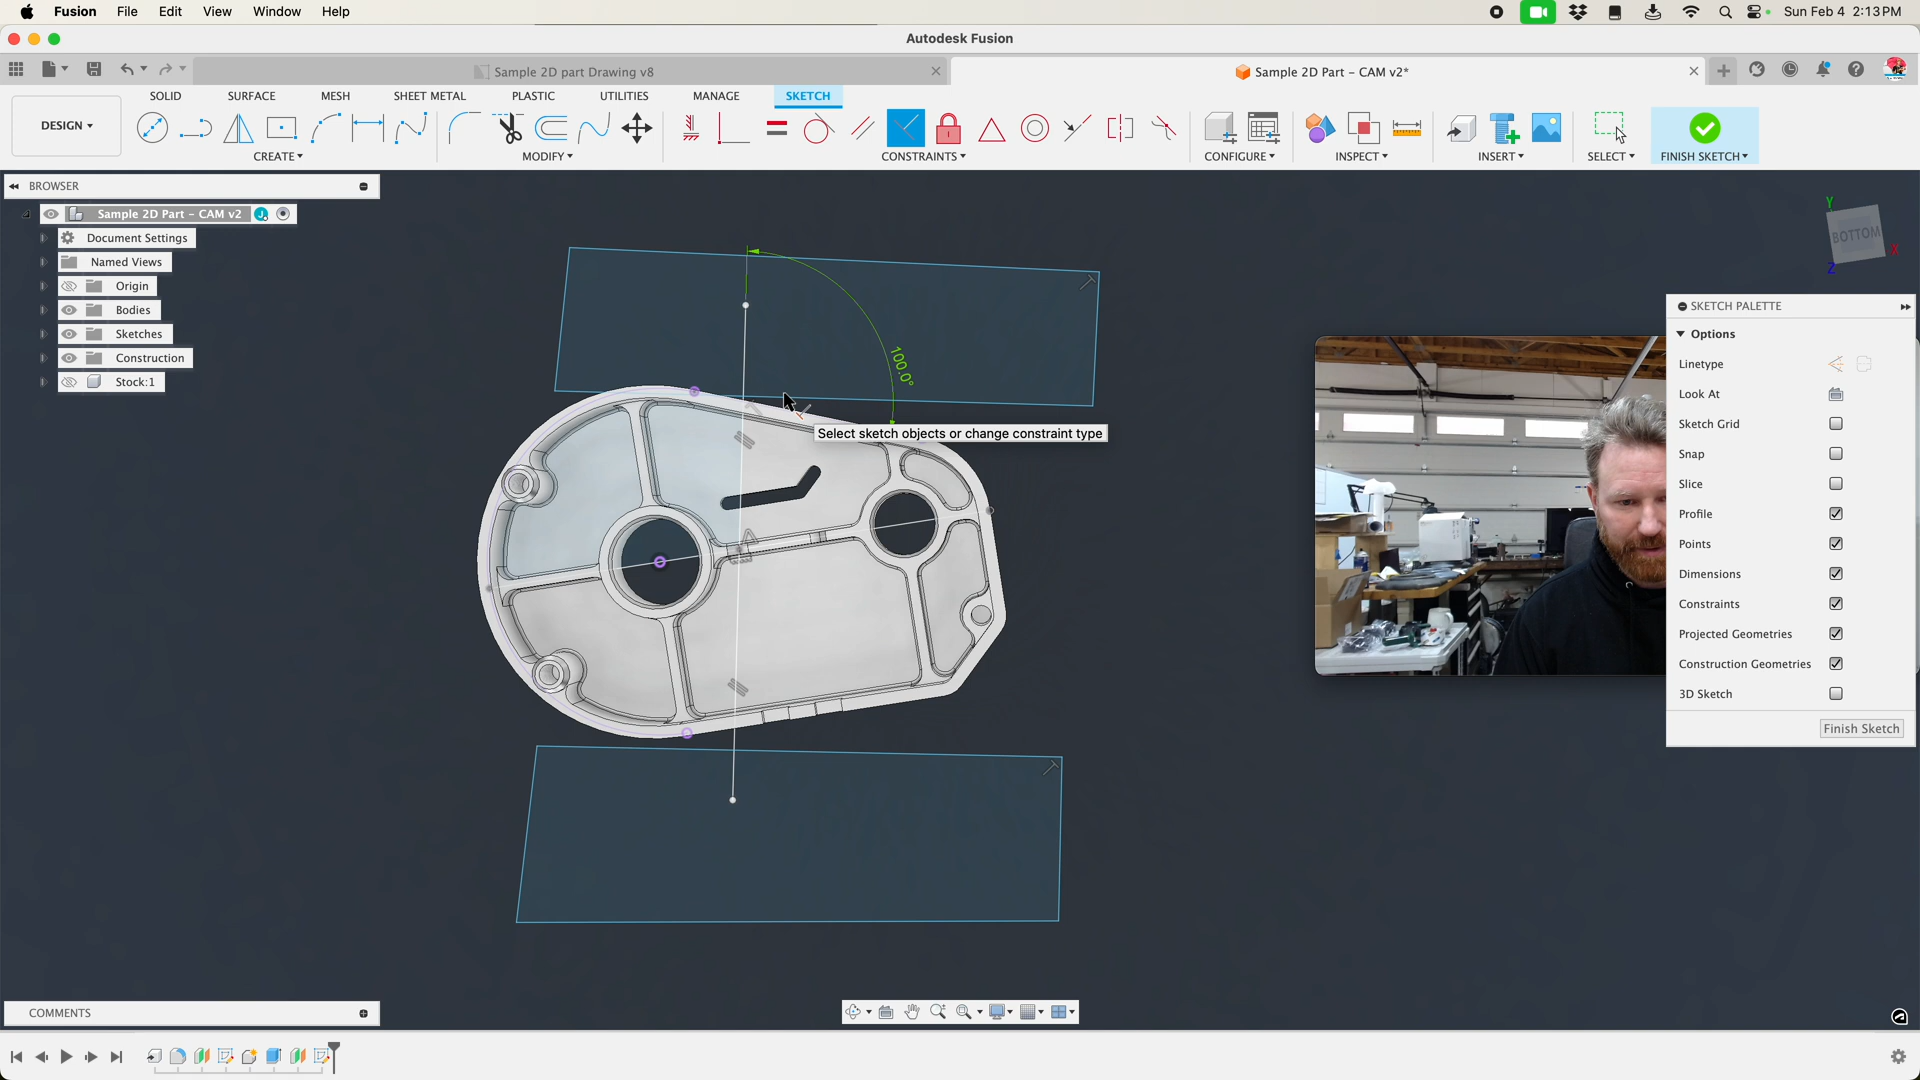 Fusion File Edit View Window Help
Sun Feb 4 2:13 PM
Autodesk Fusion
Sample 2D part Drawing v8
Sample 2D Part – CAM v2*
DESIGN
SOLID SURFACE MESH SHEET METAL PLASTIC UTILITIES MANAGE SKETCH
CREATE MODIFY CONSTRAINTS CONFIGURE INSPECT INSERT SELECT FINISH SKETCH
BROWSER
Sample 2D Part – CAM v2
Document Settings
Named Views
Origin
Bodies
Sketches
Construction
Stock:1
100.0°
Select sketch objects or change constraint type
Y
BOTTOM
X
Z
SKETCH PALETTE
Options
Linetype
Look At
Sketch Grid
Snap
Slice
Profile
Points
Dimensions
Constraints
Projected Geometries
Construction Geometries
3D Sketch
Finish Sketch
COMMENTS